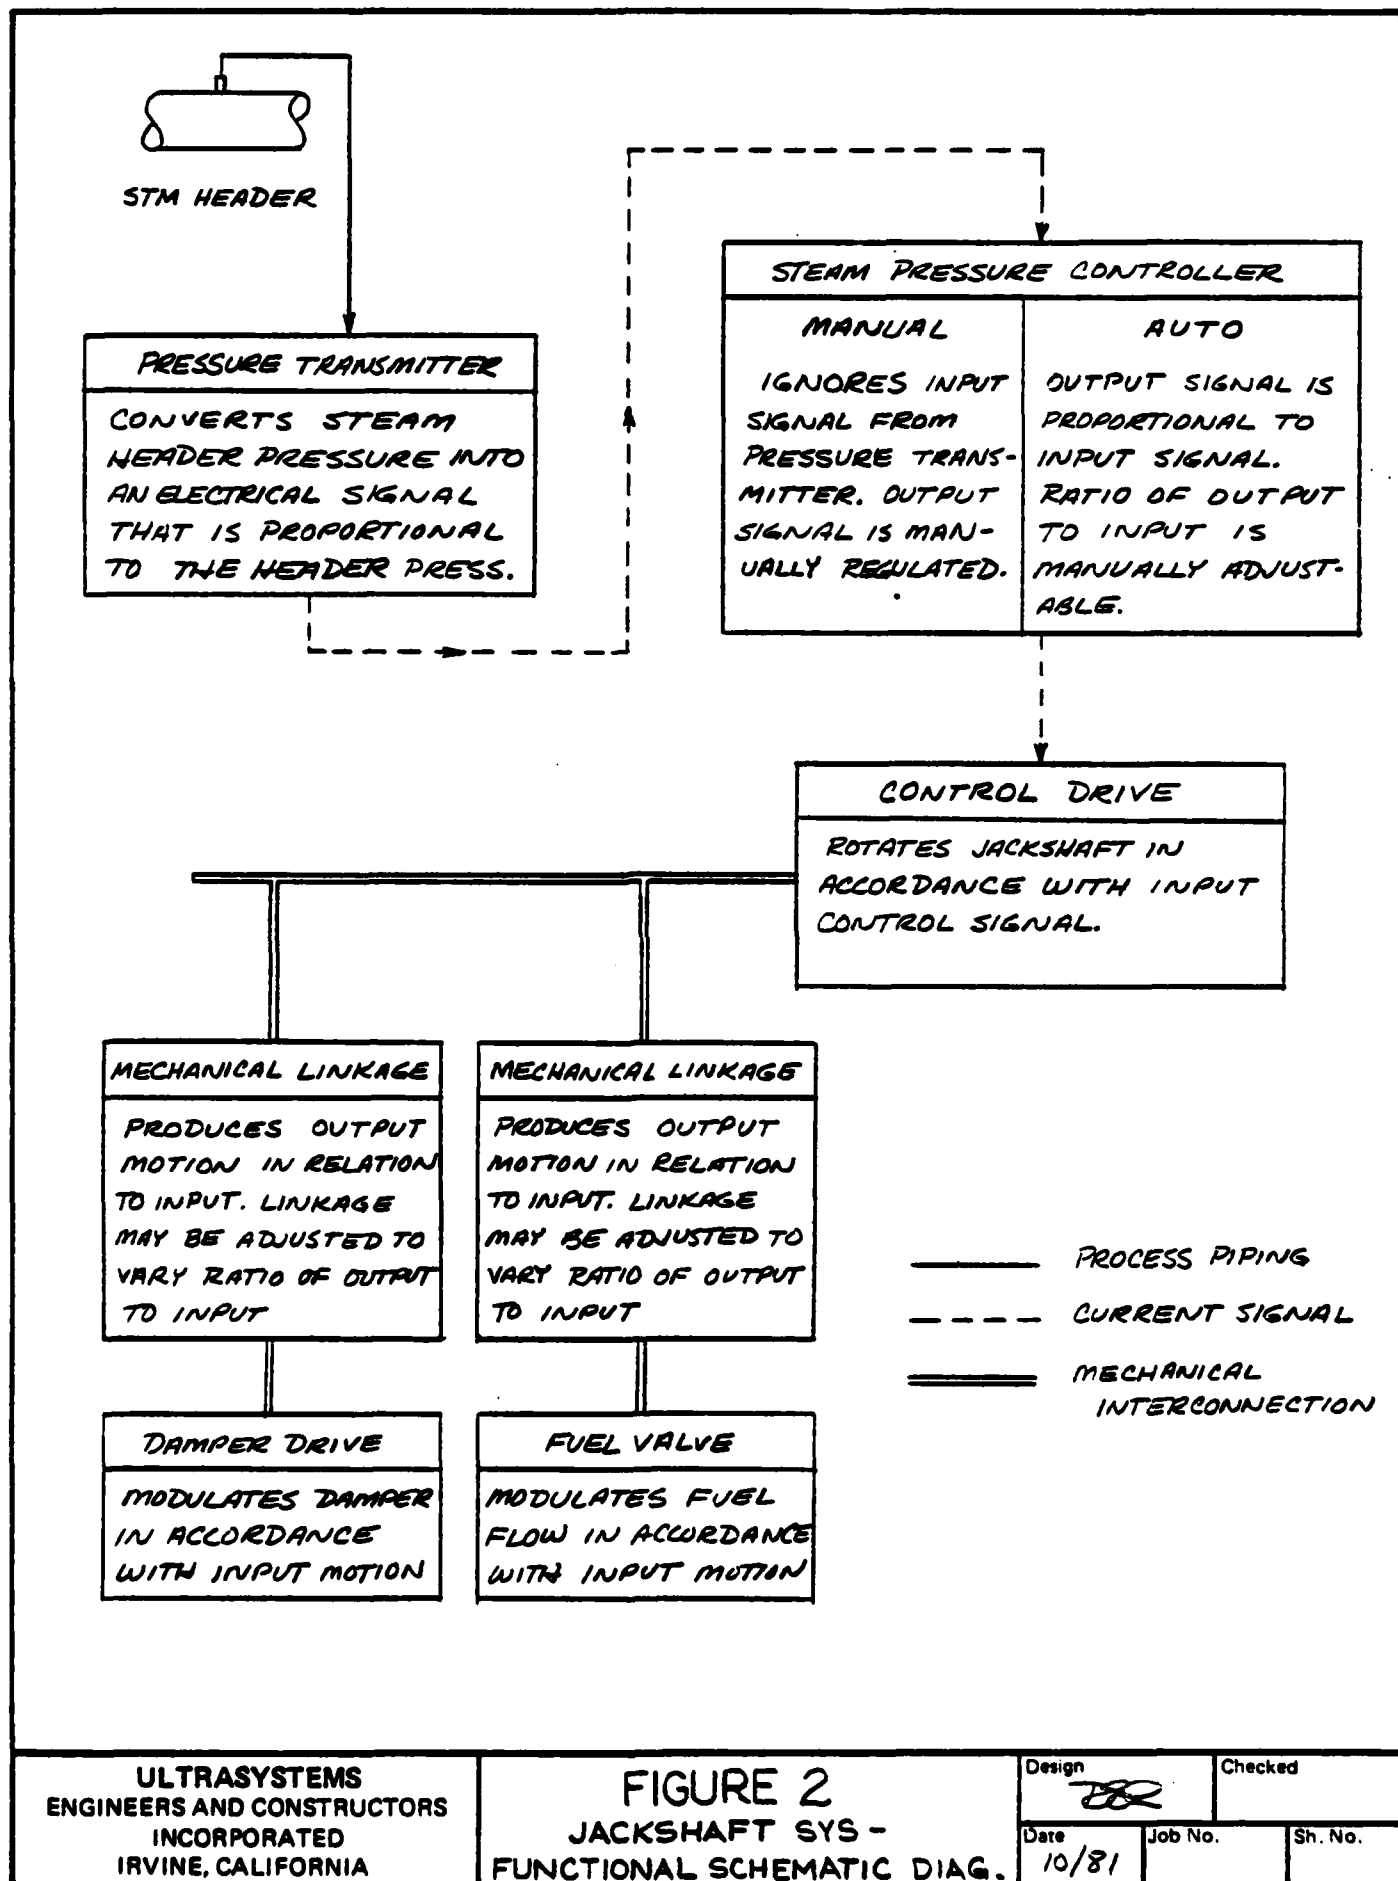 STM HEADER
PRESSURE TRANSMITTER
CONVERTS STEAM
HEADER PRESSURE INTO
AN ELECTRICAL SIGNAL
THAT IS PROPORTIONAL
TO THE HEADER PRESS.
STEAM PRESSURE CONTROLLER
MANUAL
IGNORES INPUT
SIGNAL FROM
PRESSURE TRANS-
MITTER. OUTPUT
SIGNAL IS MAN-
UALLY REGULATED.
AUTO
OUTPUT SIGNAL IS
PROPORTIONAL TO
INPUT SIGNAL.
RATIO OF OUTPUT
TO INPUT IS
MANUALLY ADJUST-
ABLE.
CONTROL DRIVE
ROTATES JACKSHAFT IN
ACCORDANCE WITH INPUT
CONTROL SIGNAL.
MECHANICAL LINKAGE
PRODUCES OUTPUT
MOTION IN RELATION
TO INPUT. LINKAGE
MAY BE ADJUSTED TO
VARY RATIO OF OUTPUT
TO INPUT
MECHANICAL LINKAGE
PRODUCES OUTPUT
MOTION IN RELATION
TO INPUT. LINKAGE
MAY BE ADJUSTED TO
VARY RATIO OF OUTPUT
TO INPUT
DAMPER DRIVE
MODULATES DAMPER
IN ACCORDANCE
WITH INPUT MOTION
FUEL VALVE
MODULATES FUEL
FLOW IN ACCORDANCE
WITH INPUT MOTION
PROCESS PIPING
CURRENT SIGNAL
MECHANICAL
INTERCONNECTION
ULTRASYSTEMS
ENGINEERS AND CONSTRUCTORS
INCORPORATED
IRVINE, CALIFORNIA
FIGURE 2
JACKSHAFT SYS-
FUNCTIONAL SCHEMATIC DIAG.
Design
Checked
Date
10/81
Job No.
Sh. No.